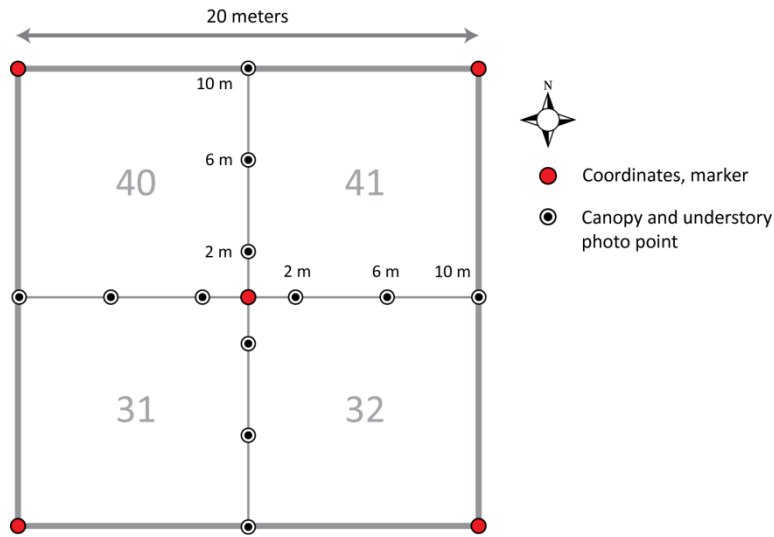 20 meters
10 m
N
6 m
40
41
Coordinates, marker
Canopy and understory
photo point
2 m
2 m
6 m
10 m
31
32